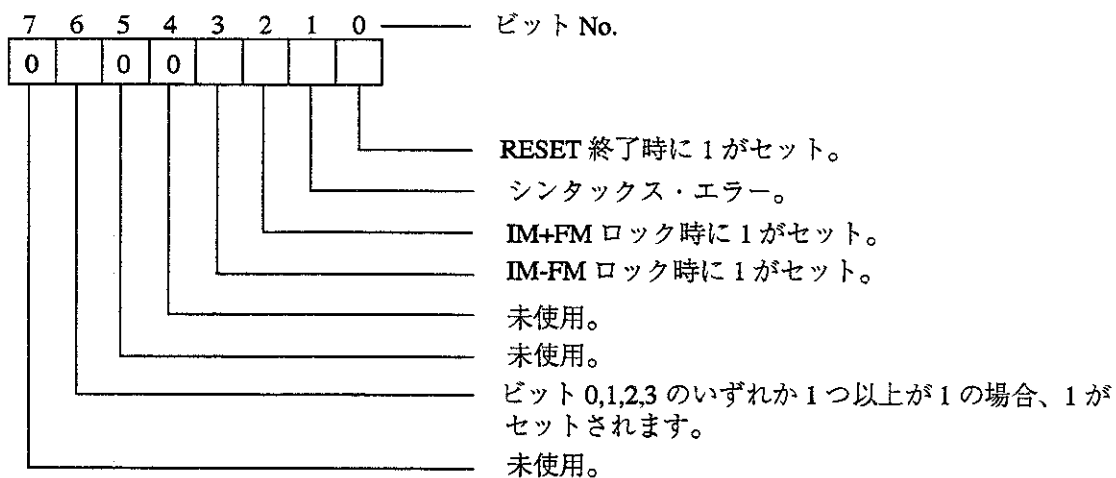 7 6 5 4 3 2 1 0 ビット No.
0 0 0
RESET 終了時に 1 がセット。
シンタックス・エラー。
IM+FM ロック時に 1 がセット。
IM-FM ロック時に 1 がセット。
未使用。
未使用。
ビット 0,1,2,3 のいずれか 1 つ以上が 1 の場合、1 が
セットされます。
未使用。